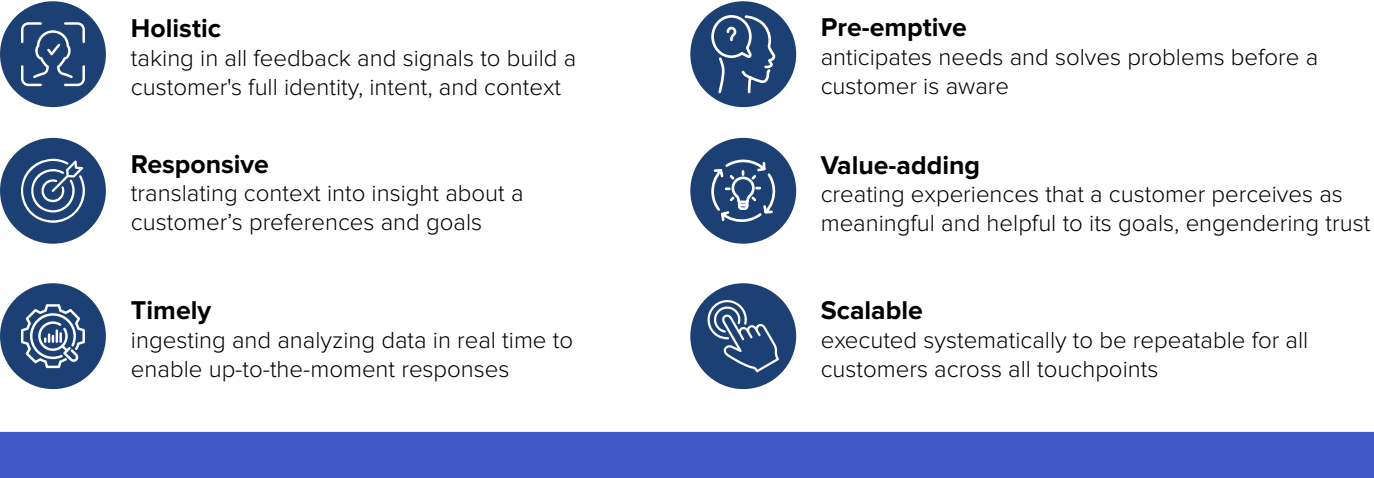 Holistic
taking in all feedback and signals to build a
customer's full identity, intent, and context
Responsive
translating context into insight about a
customer’s preferences and goals
Timely
ingesting and analyzing data in real time to
enable up-to-the-moment responses
?
Pre-emptive
anticipates needs and solves problems before a
customer is aware
Value-adding
creating experiences that a customer perceives as
meaningful and helpful to its goals, engendering trust
Scalable
executed systematically to be repeatable for all
customers across all touchpoints